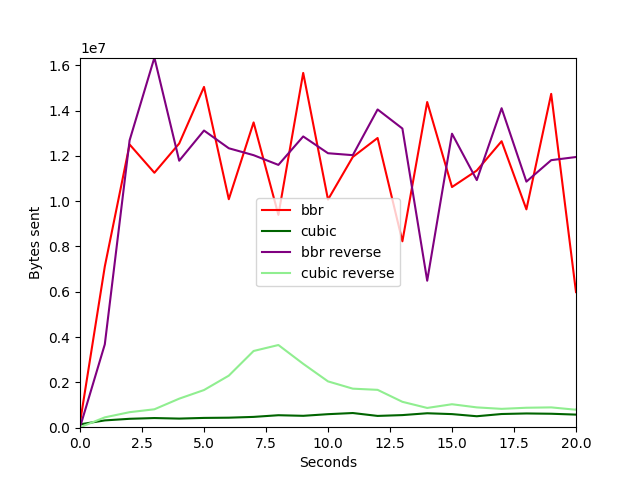 1e7
1.6
1.4
1.2
1.0
0.8
0.6
0.4
0.2
0.0
Bytes sent
bbr
cubic
bbr reverse
cubic reverse
0.0 2.5 5.0 7.5 10.0 12.5 15.0 17.5 20.0
Seconds